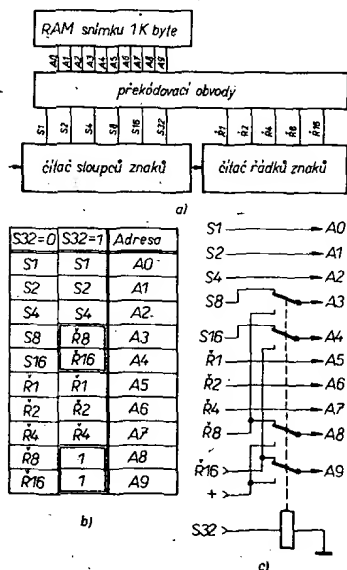 RAM snímku 1K byte
A0 A1 A2 A3 A4 A5 A6 A7 A8 A9
překódovací obvody
S1 S2 S4 S8 S16 S32 Ř1 Ř2 Ř4 Ř8 Ř16
čítač sloupců znaků čítač řádků znaků
a)
S32=0 S32=1 Adresa
S1 S1 A0
S2 S2 A1
S4 S4 A2
S8 Ř8 A3
S16 Ř16 A4
Ř1 Ř1 A5
Ř2 Ř2 A6
Ř4 Ř4 A7
Ř8 1 A8
Ř16 1 A9
b)
S1 A0
S2 A1
S4 A2
S8 A3
S16 A4
Ř1 A5
Ř2 A6
Ř4 A7
Ř8 A8
Ř16 A9
+
S32
c)